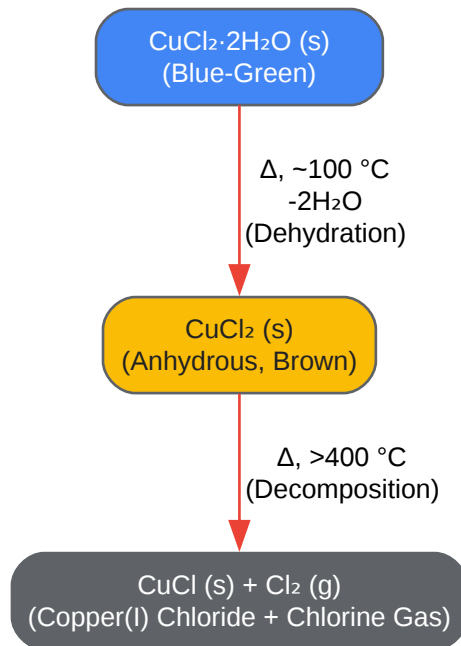 CuCl₂·2H₂O (s)
(Blue-Green)
Δ, ~100 °C
-2H₂O
(Dehydration)
CuCl₂ (s)
(Anhydrous, Brown)
Δ, >400 °C
(Decomposition)
CuCl (s) + Cl₂ (g)
(Copper(I) Chloride + Chlorine Gas)